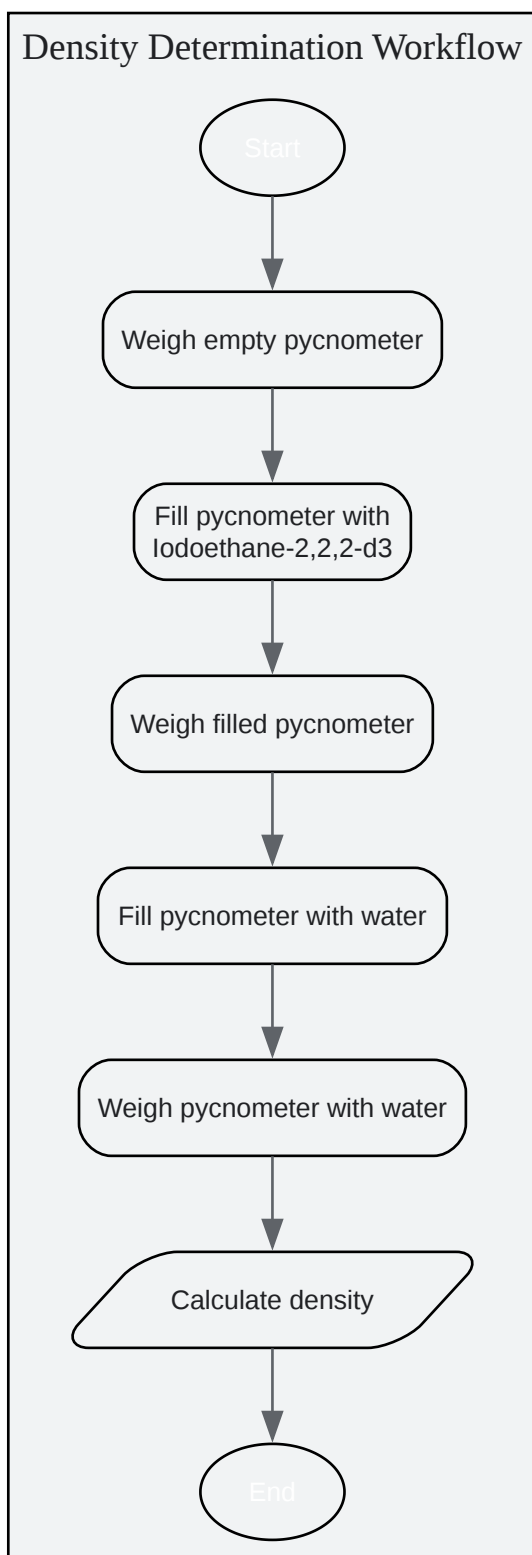 Density Determination Workflow
Start
Weigh empty pycnometer
Fill pycnometer with
Iodoethane-2,2,2-d3
Weigh filled pycnometer
Fill pycnometer with water
Weigh pycnometer with water
Calculate density
End